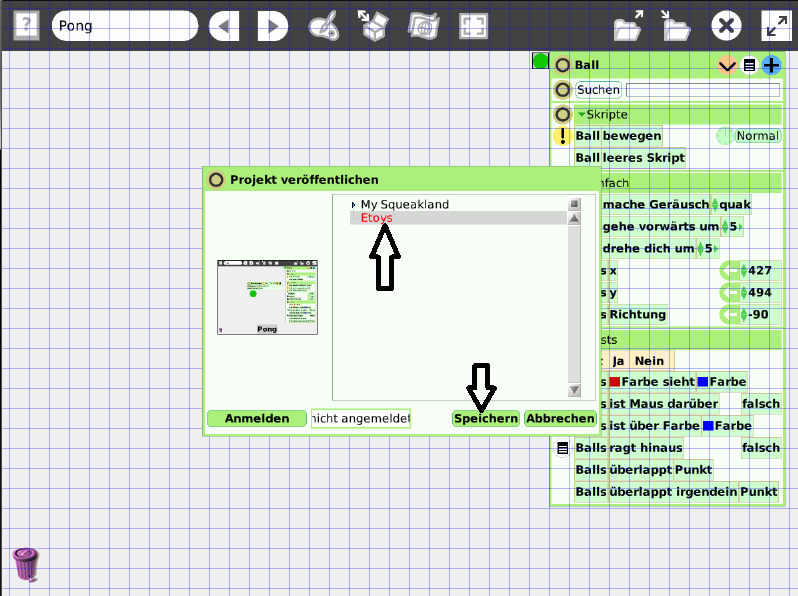 ?
Pong
Ball
Suchen
Skripte
! Ball bewegen Normal
Ball leeres Skript
Projekt veröffentlichen
nfach
My Squeakland
mache Geräusch quak
Etoys
gehe vorwärts um 5
drehe dich um 5
s x 427
s y 494
s Richtung -90
Pong
sts
Ja Nein
s Farbe sieht Farbe
s ist Maus darüber falsch
Anmelden nicht angemeldet Speichern Abbrechen
s ist über Farbe Farbe
Balls ragt hinaus falsch
Balls überlappt Punkt
Balls überlappt irgendein Punkt